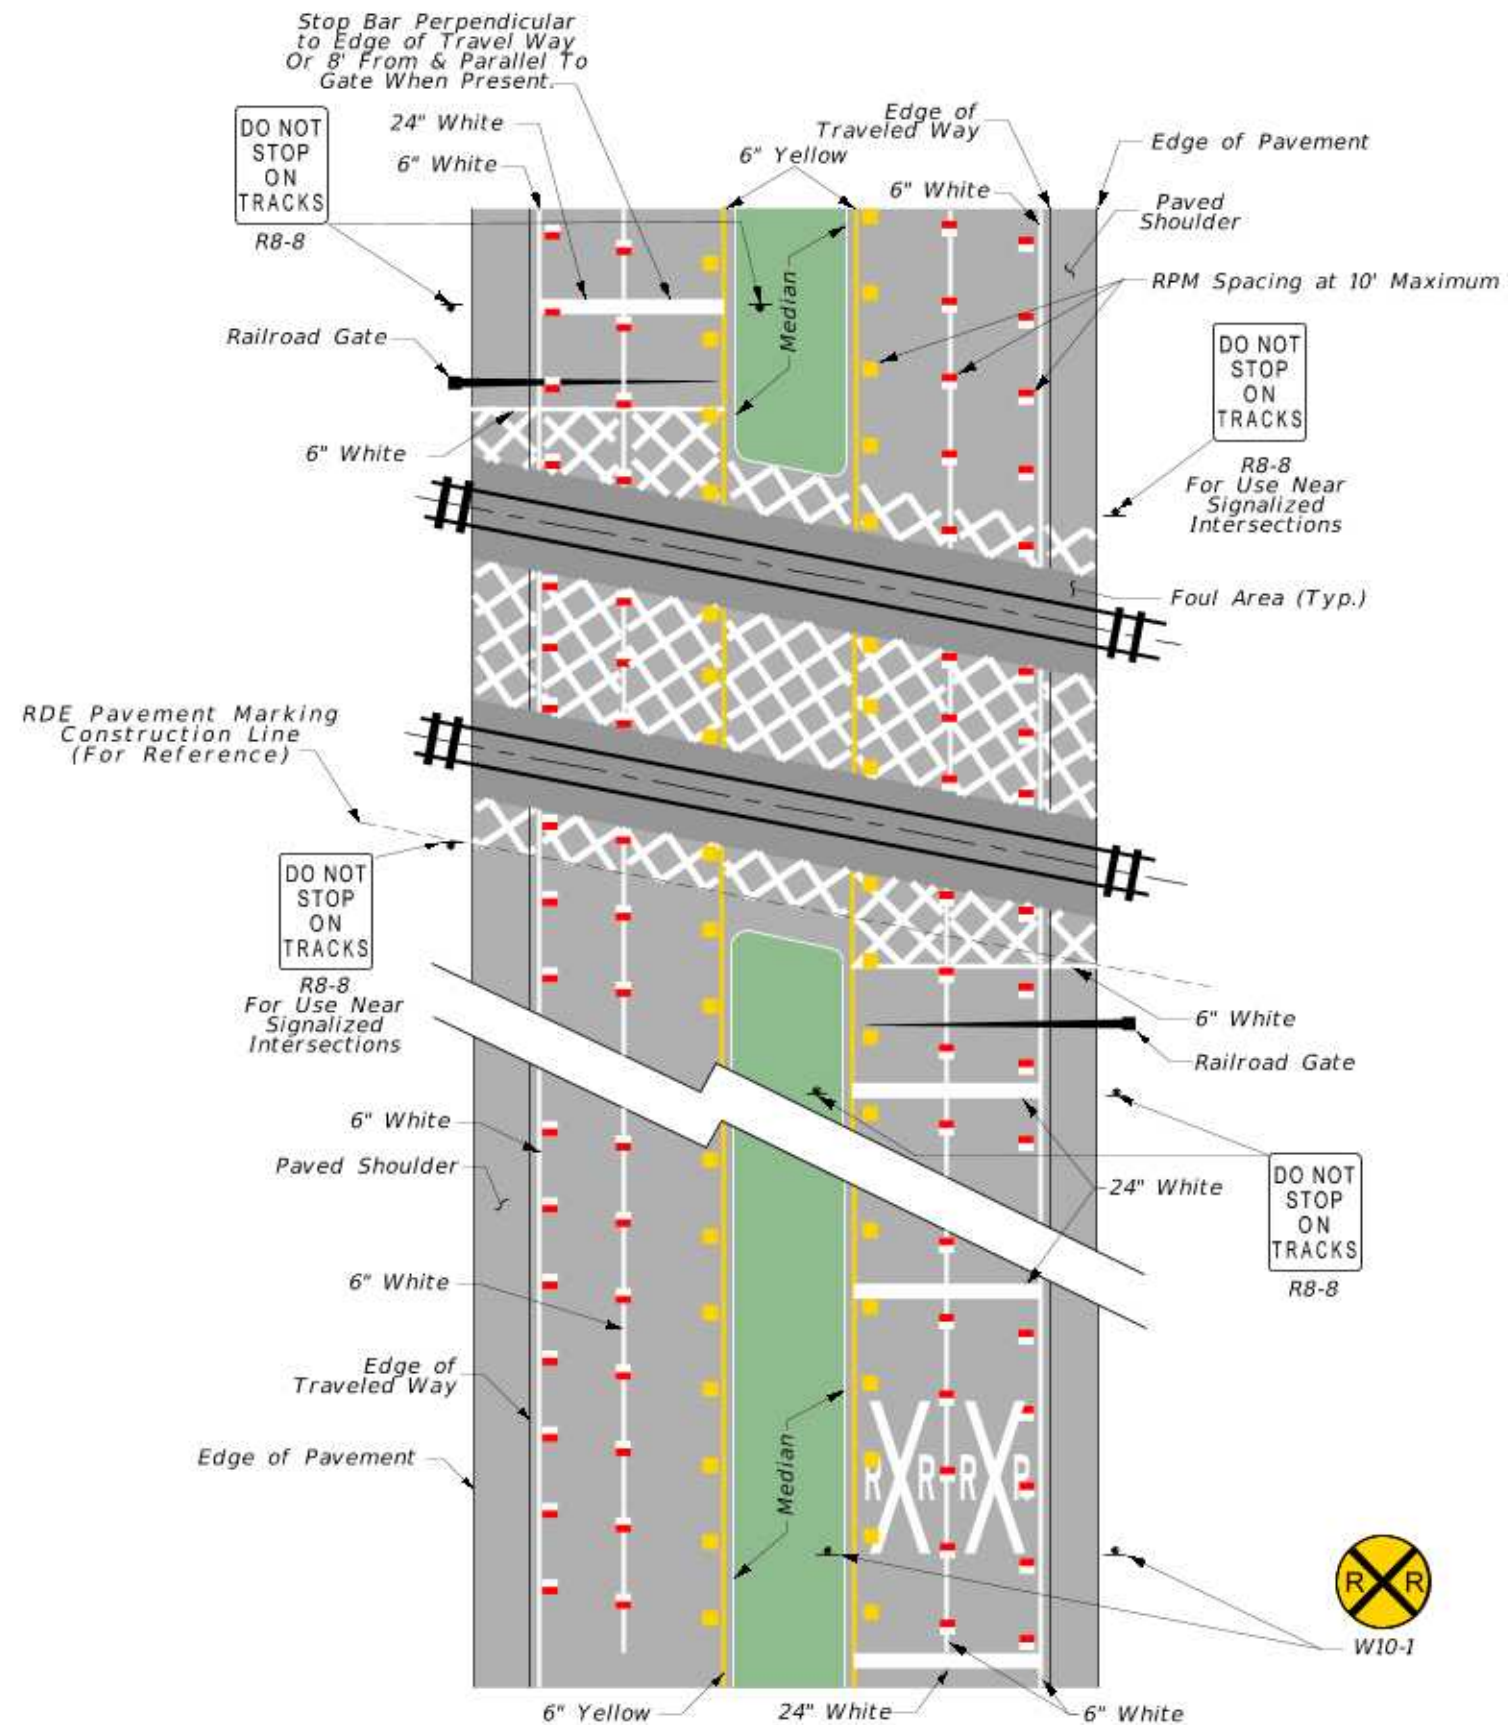 Stop Bar Perpendicular
to Edge of Travel Way
Or 8' From & Parallel To
Gate When Present.
DO NOT
STOP
ON
TRACKS
R8-8
24" White
6" White
6" Yellow
Edge of
Traveled Way
6" White
Edge of Pavement
Paved
Shoulder
RPM Spacing at 10' Maximum
Median
Railroad Gate
6" White
DO NOT
STOP
ON
TRACKS
R8-8
For Use Near
Signalized
Intersections
Foul Area (Typ.)
RDE Pavement Marking
Construction Line
(For Reference)
DO NOT
STOP
ON
TRACKS
R8-8
For Use Near
Signalized
Intersections
6" White
Railroad Gate
6" White
Paved Shoulder
24" White
DO NOT
STOP
ON
TRACKS
R8-8
6" White
Edge of
Traveled Way
Edge of Pavement
Median
R R R R
R R
W10-1
6" Yellow
24" White
6" White